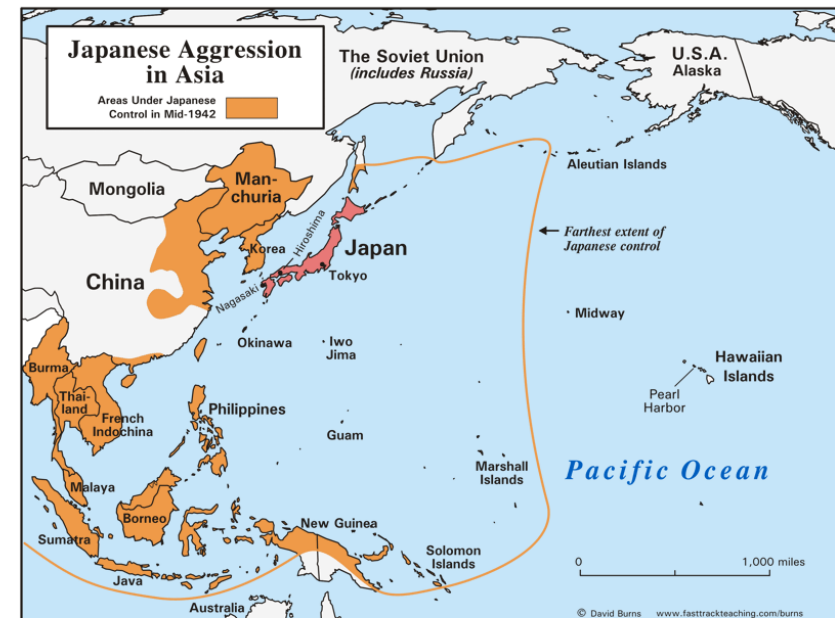 Japanese Aggression
in Asia
Areas Under Japanese
Control in Mid-1942
The Soviet Union
(includes Russia)
U.S.A.
Alaska
Aleutian Islands
Mongolia
Man-
churia
Farthest extent of
Japanese control
Korea
Hiroshima
Japan
Tokyo
China
Nagasaki
Midway
Okinawa
Iwo
Jima
Hawaiian
Islands
Pearl
Harbor
Burma
Thai-
land
French
Indochina
Philippines
Guam
Marshall
Islands
Pacific Ocean
Malaya
Borneo
Sumatra
New Guinea
Solomon
Islands
Java
Australia
0
1,000 miles
© David Burns www.fasttrackteaching.com/burns